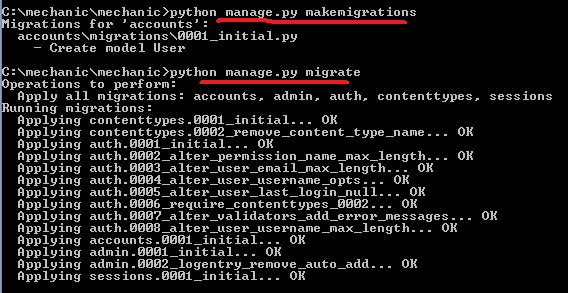 C:\mechanic\mechanic>python manage.py makemigrations
Migrations for 'accounts':
  accounts\migrations\0001_initial.py
    - Create model User

C:\mechanic\mechanic>python manage.py migrate
Operations to perform:
  Apply all migrations: accounts, admin, auth, contenttypes, sessions
Running migrations:
  Applying contenttypes.0001_initial... OK
  Applying contenttypes.0002_remove_content_type_name... OK
  Applying auth.0001_initial... OK
  Applying auth.0002_alter_permission_name_max_length... OK
  Applying auth.0003_alter_user_email_max_length... OK
  Applying auth.0004_alter_user_username_opts... OK
  Applying auth.0005_alter_user_last_login_null... OK
  Applying auth.0006_require_contenttypes_0002... OK
  Applying auth.0007_alter_validators_add_error_messages... OK
  Applying auth.0008_alter_user_username_max_length... OK
  Applying accounts.0001_initial... OK
  Applying admin.0001_initial... OK
  Applying admin.0002_logentry_remove_auto_add... OK
  Applying sessions.0001_initial... OK